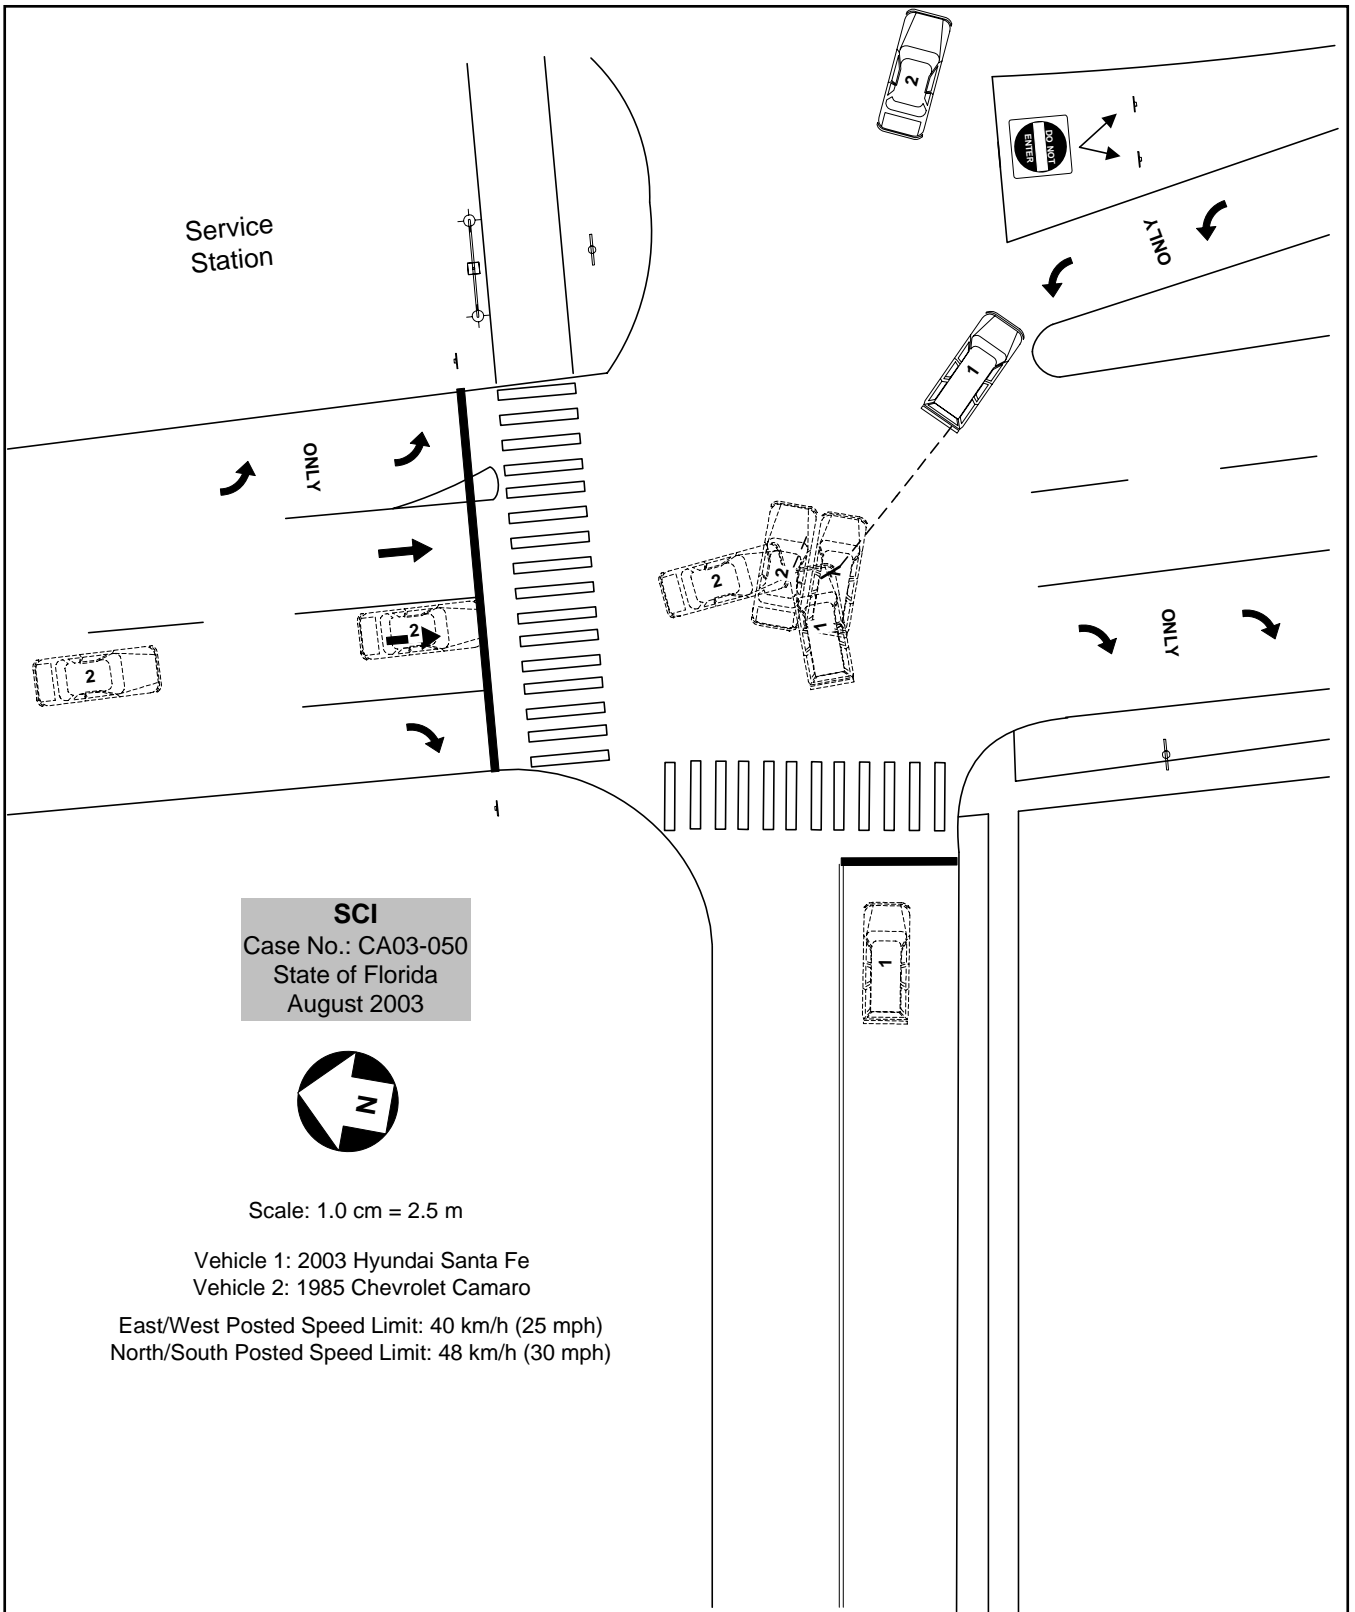 2
DO NOT
ENTER
ONLY
Service
Station
1
ONLY
2
2
1
1
ONLY
2
2
SCI
Case No.: CA03-050
State of Florida
August 2003
1
N
Scale: 1.0 cm = 2.5 m
Vehicle 1: 2003 Hyundai Santa Fe
Vehicle 2: 1985 Chevrolet Camaro
East/West Posted Speed Limit: 40 km/h (25 mph)
North/South Posted Speed Limit: 48 km/h (30 mph)